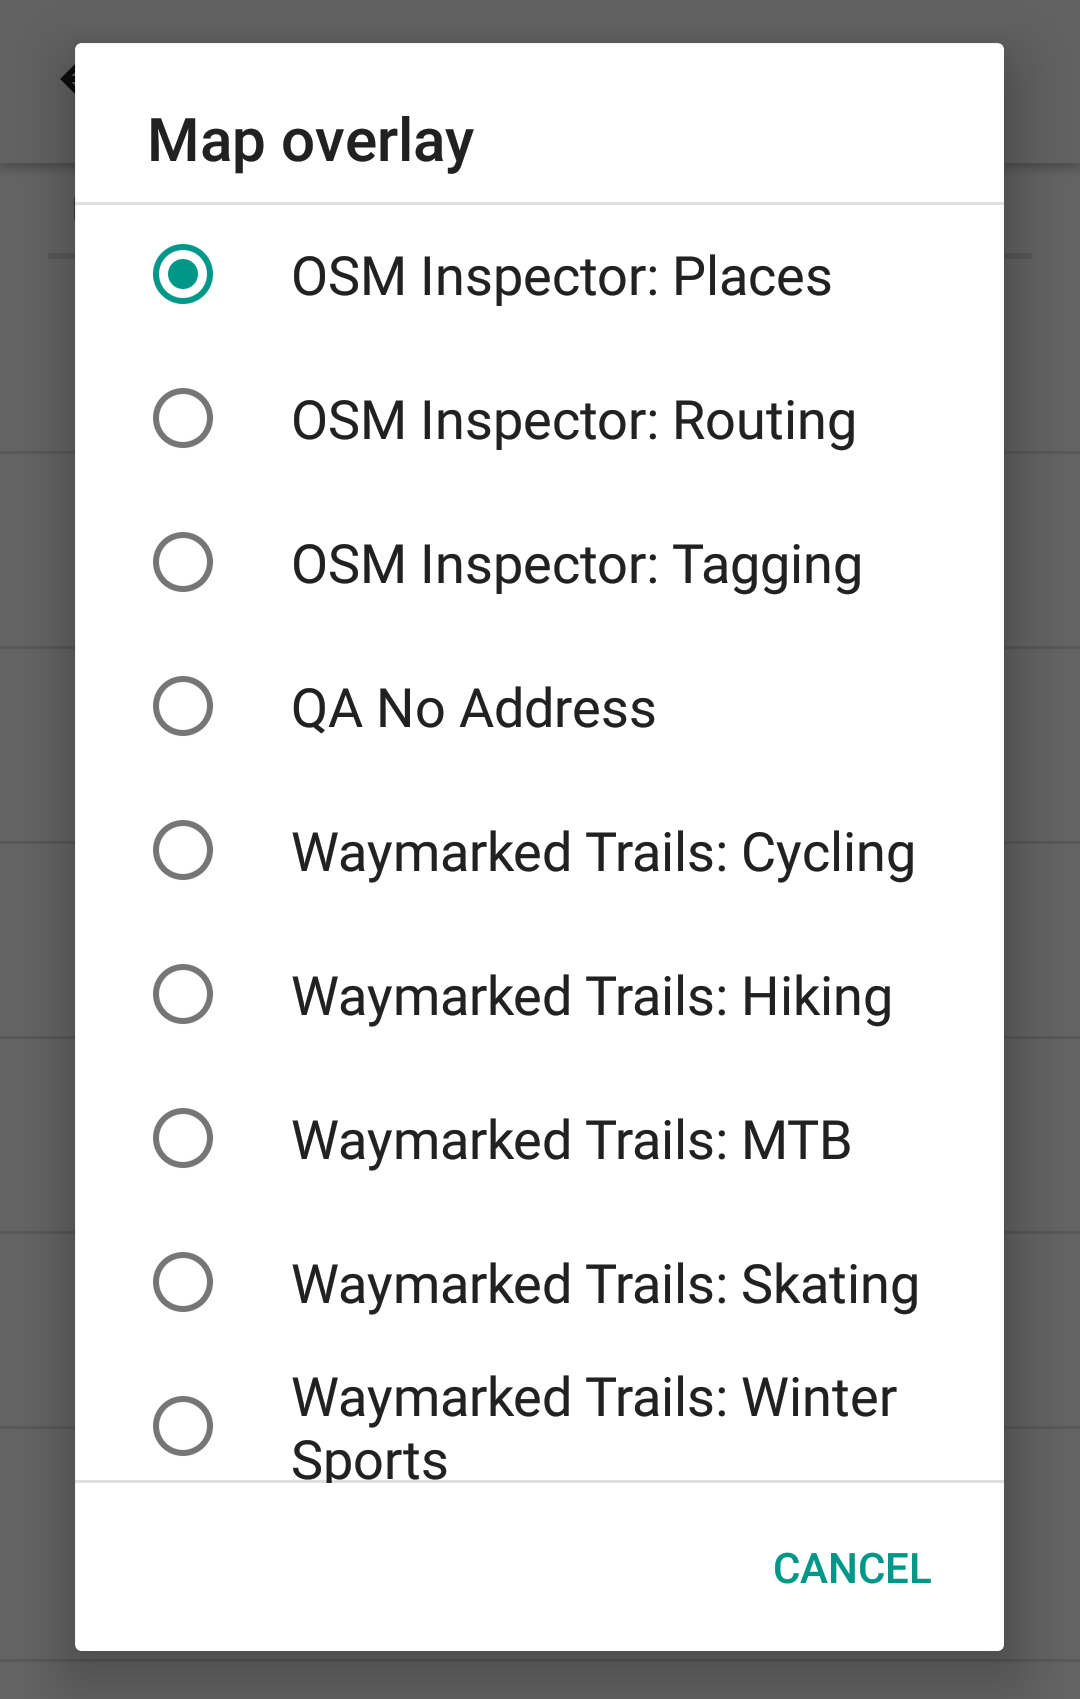 Map overlay
OSM Inspector: Places
OSM Inspector: Routing
OSM Inspector: Tagging
QA No Address
Waymarked Trails: Cycling
Waymarked Trails: Hiking
Waymarked Trails: MTB
Waymarked Trails: Skating
Waymarked Trails: Winter
Sports
CANCEL